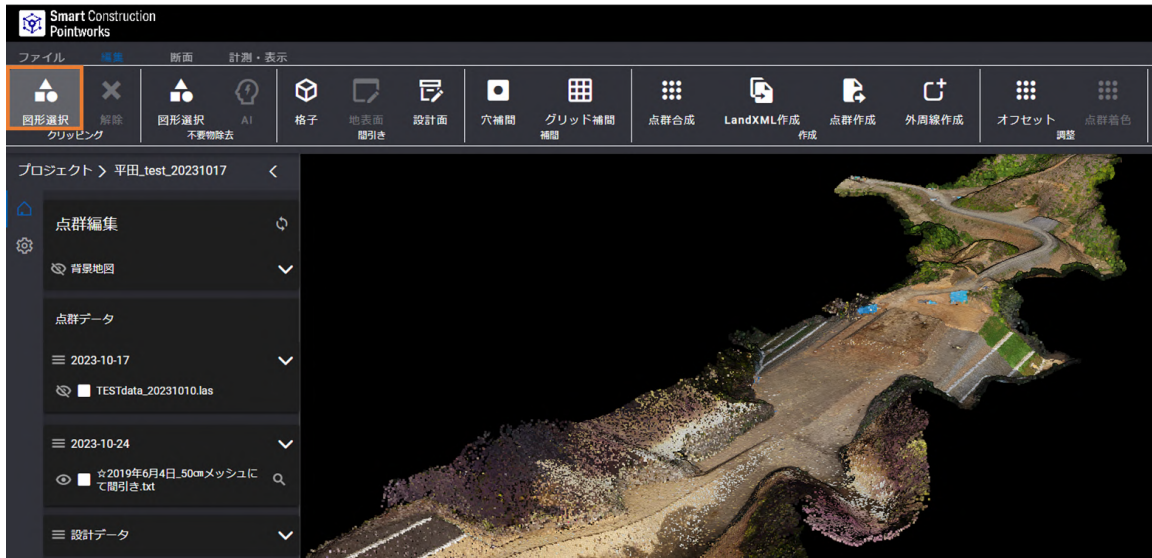 Smart Construction
Pointworks
ファイル 編集 断面 計測・表示
図形選択 解除 図形選択 AI 格子 地表面 設計面 穴補間 グリッド補間 点群合成 LandXML作成 点群作成 外周線作成 オフセット 点群着色
クリッピング 不要物除去 間引き 補間 作成 調整
プロジェクト > 平田_test_20231017
点群編集
背景地図
点群データ
2023-10-17
TESTdata_20231010.las
2023-10-24
☆2019年6月4日_50cmメッシュに
て間引き.txt
設計データ